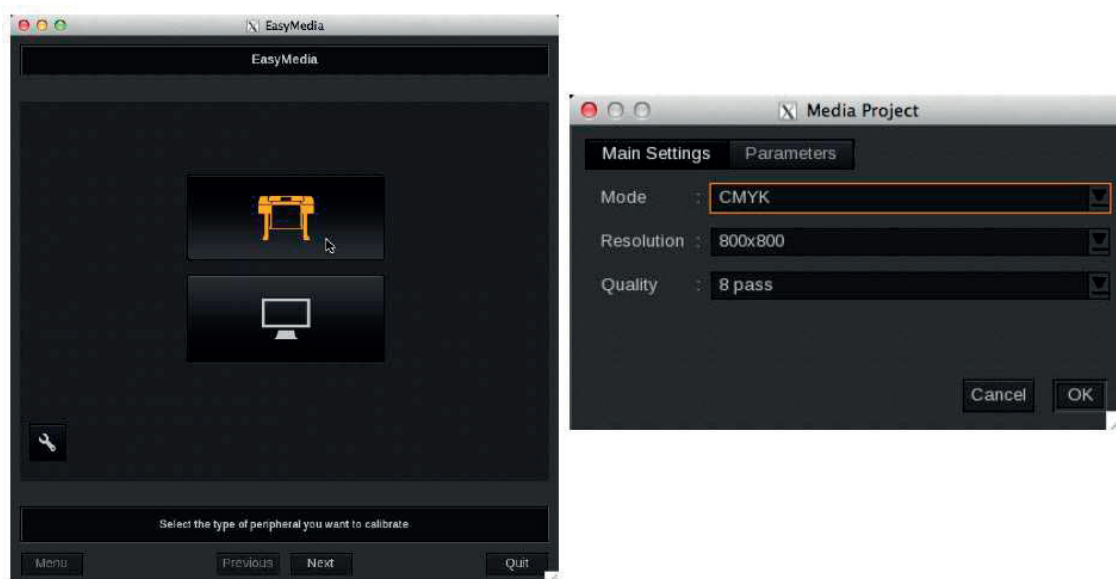 EasyMedia
EasyMedia
Select the type of peripheral you want to calibrate
Menu Previous Next Quit
X Media Project
Main Settings Parameters
Mode : CMYK
Resolution : 800x800
Quality : 8 pass
Cancel OK